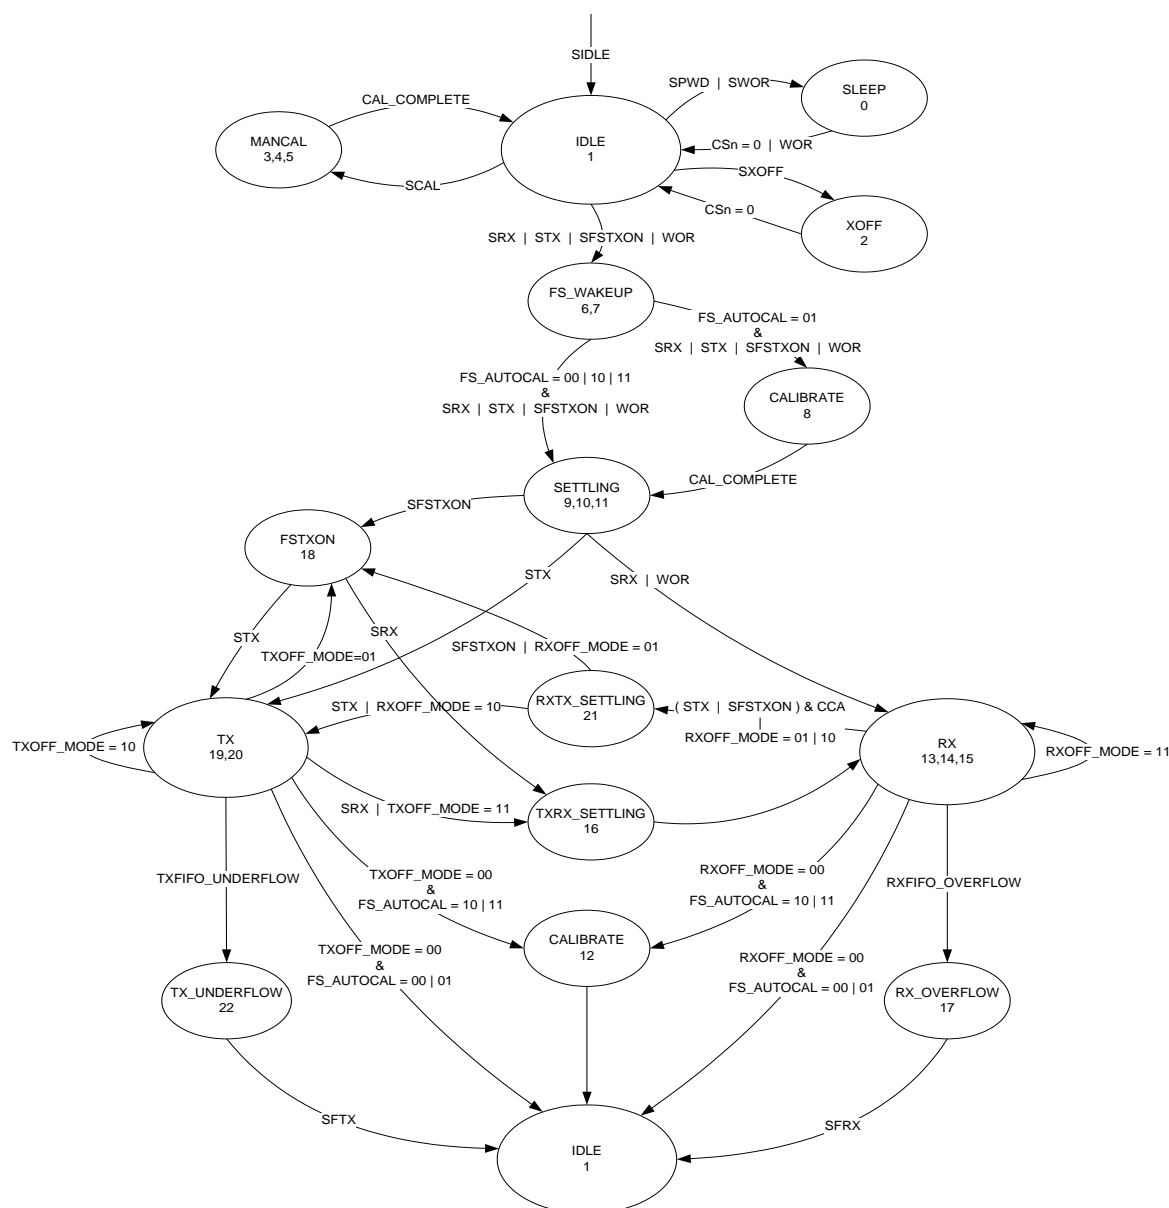 SIDLE
SPWD | SWOR
SLEEP
0
CAL_COMPLETE
MANCAL
3,4,5
IDLE
1
CSn = 0 | WOR
SCAL
SXOFF
CSn = 0
XOFF
2
SRX | STX | SFSTXON | WOR
FS_WAKEUP
6,7
FS_AUTOCAL = 01
&
SRX | STX | SFSTXON | WOR
FS_AUTOCAL = 00 | 10 | 11
&
SRX | STX | SFSTXON | WOR
CALIBRATE
8
CAL_COMPLETE
SETTLING
9,10,11
SFSTXON
FSTXON
18
STX
SRX | WOR
STX
SRX
TXOFF_MODE=01
SFSTXON | RXOFF_MODE = 01
RXTX_SETTLING
21
STX | RXOFF_MODE = 10
( STX | SFSTXON ) & CCA
|
RXOFF_MODE = 01 | 10
TXOFF_MODE = 10
TX
19,20
RX
13,14,15
RXOFF_MODE = 11
SRX | TXOFF_MODE = 11
TXRX_SETTLING
16
TXFIFO_UNDERFLOW
TXOFF_MODE = 00
&
FS_AUTOCAL = 10 | 11
RXOFF_MODE = 00
&
FS_AUTOCAL = 10 | 11
RXFIFO_OVERFLOW
CALIBRATE
12
TXOFF_MODE = 00
&
FS_AUTOCAL = 00 | 01
RXOFF_MODE = 00
&
FS_AUTOCAL = 00 | 01
TX_UNDERFLOW
22
RX_OVERFLOW
17
SFTX
SFRX
IDLE
1